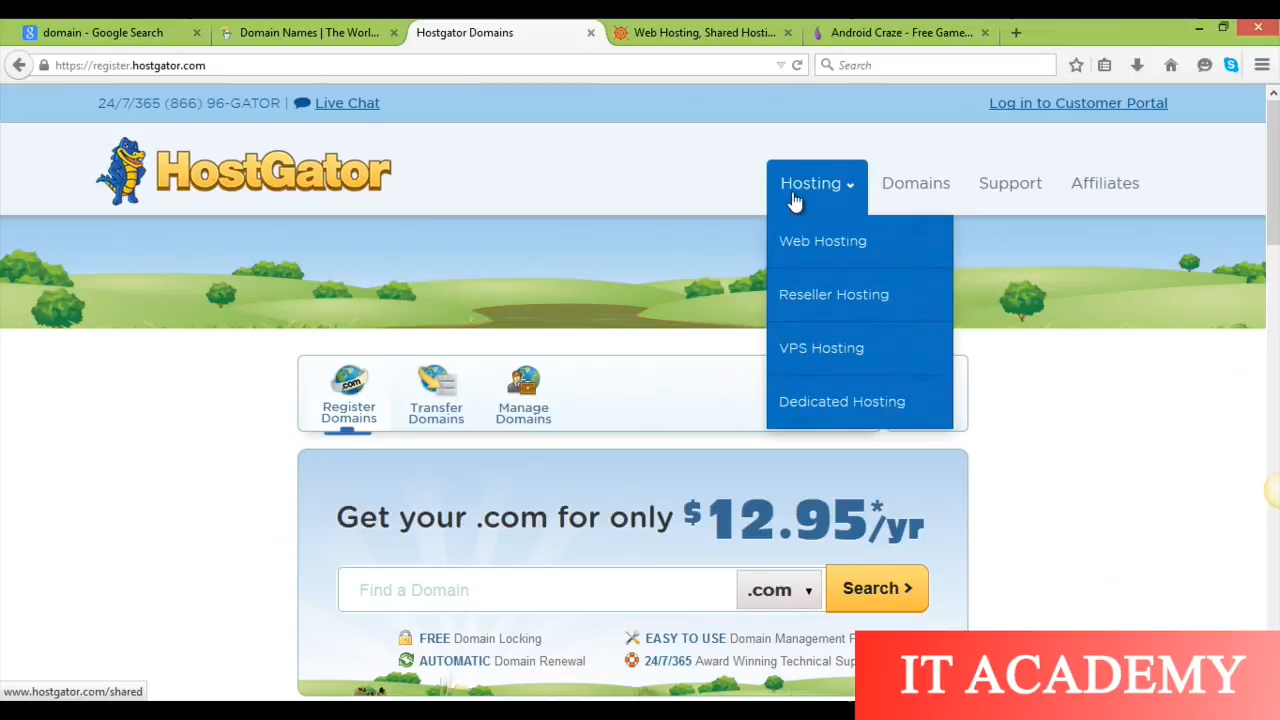 domain - Google Search
Domain Names | The Worl...
Hostgator Domains
Web Hosting, Shared Hosti...
Android Craze - Free Game...
https://register.hostgator.com
Search
24/7/365 (866) 96-GATOR |
Live Chat
Log in to Customer Portal
HostGator
Hosting
Domains
Support
Affiliates
Web Hosting
Reseller Hosting
VPS Hosting
Dedicated Hosting
.com
Register
Domains
Transfer
Domains
Manage
Domains
Get your .com for only $12.95*/yr
Find a Domain
.com
Search
FREE Domain Locking
EASY TO USE Domain Management
AUTOMATIC Domain Renewal
24/7/365 Award Winning Technical
www.hostgator.com/shared
IT ACADEMY